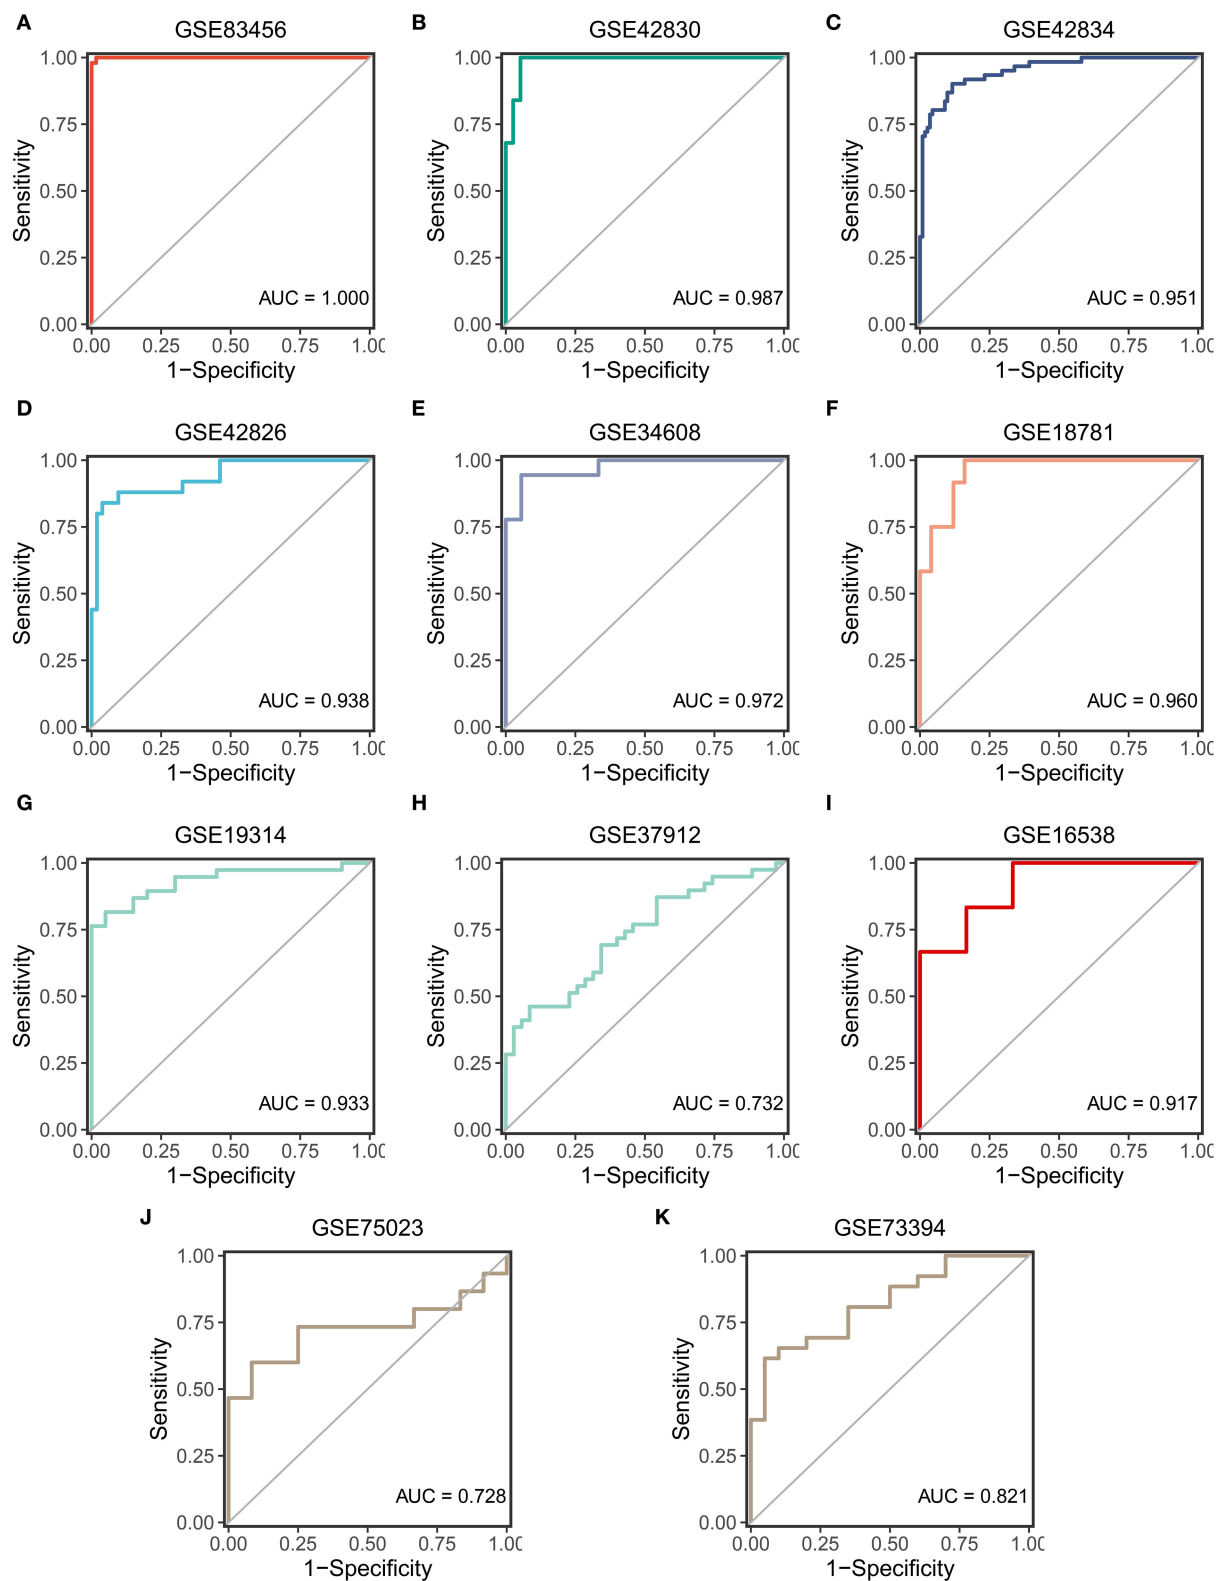 A
GSE83456
1.00
0.75
0.50
0.25
0.00
Sensitivity
AUC = 1.000
0.00 0.25 0.50 0.75 1.00
1−Specificity
B
GSE42830
1.00
0.75
0.50
0.25
0.00
Sensitivity
AUC = 0.987
0.00 0.25 0.50 0.75 1.00
1−Specificity
C
GSE42834
1.00
0.75
0.50
0.25
0.00
Sensitivity
AUC = 0.951
0.00 0.25 0.50 0.75 1.00
1−Specificity
D
GSE42826
1.00
0.75
0.50
0.25
0.00
Sensitivity
AUC = 0.938
0.00 0.25 0.50 0.75 1.00
1−Specificity
E
GSE34608
1.00
0.75
0.50
0.25
0.00
Sensitivity
AUC = 0.972
0.00 0.25 0.50 0.75 1.00
1−Specificity
F
GSE18781
1.00
0.75
0.50
0.25
0.00
Sensitivity
AUC = 0.960
0.00 0.25 0.50 0.75 1.00
1−Specificity
G
GSE19314
1.00
0.75
0.50
0.25
0.00
Sensitivity
AUC = 0.933
0.00 0.25 0.50 0.75 1.00
1−Specificity
H
GSE37912
1.00
0.75
0.50
0.25
0.00
Sensitivity
AUC = 0.732
0.00 0.25 0.50 0.75 1.00
1−Specificity
I
GSE16538
1.00
0.75
0.50
0.25
0.00
Sensitivity
AUC = 0.917
0.00 0.25 0.50 0.75 1.00
1−Specificity
J
GSE75023
1.00
0.75
0.50
0.25
0.00
Sensitivity
AUC = 0.728
0.00 0.25 0.50 0.75 1.00
1−Specificity
K
GSE73394
1.00
0.75
0.50
0.25
0.00
Sensitivity
AUC = 0.821
0.00 0.25 0.50 0.75 1.00
1−Specificity